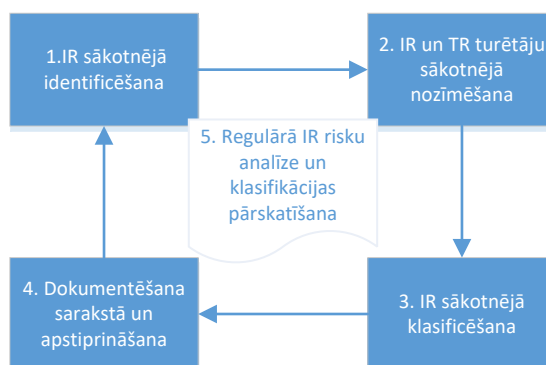 1.IR sākotnējā
identificēšana
2. IR un TR turētāju
sākotnējā
nozīmēšana
5. Regulārā IR risku
analīze un
klasifikācijas
pārskatīšana
4. Dokumentēšana
sarakstā un
apstiprināšana
3. IR sākotnējā
klasificēšana